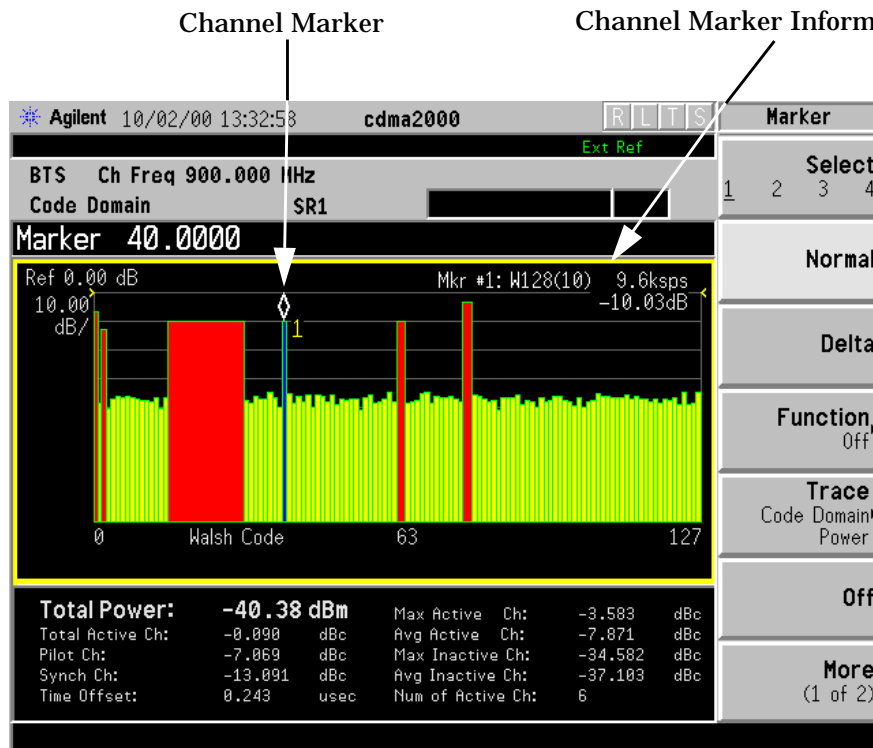 Channel Marker
Channel Marker Inform
Agilent 10/02/00 13:32:58 cdma2000 R L T S
Marker
Ext Ref
BTS Ch Freq 900.000 MHz
Code Domain SR1
Select
1 2 3 4
Marker 40.0000
Normal
Ref 0.00 dB
Mkr #1: W128(10) 9.6ksps
10.00
-10.03dB
dB/
1
Delta
Function
Off
Trace
Code Domain
Power
0 Walsh Code 63 127
Off
Total Power: -40.38 dBm
Total Active Ch: -0.090 dBc
Pilot Ch: -7.069 dBc
Synch Ch: -13.091 dBc
Time Offset: 0.243 usec
Max Active Ch: -3.583 dBc
Avg Active Ch: -7.871 dBc
Max Inactive Ch: -34.582 dBc
Avg Inactive Ch: -37.103 dBc
Num of Active Ch: 6
More
(1 of 2)